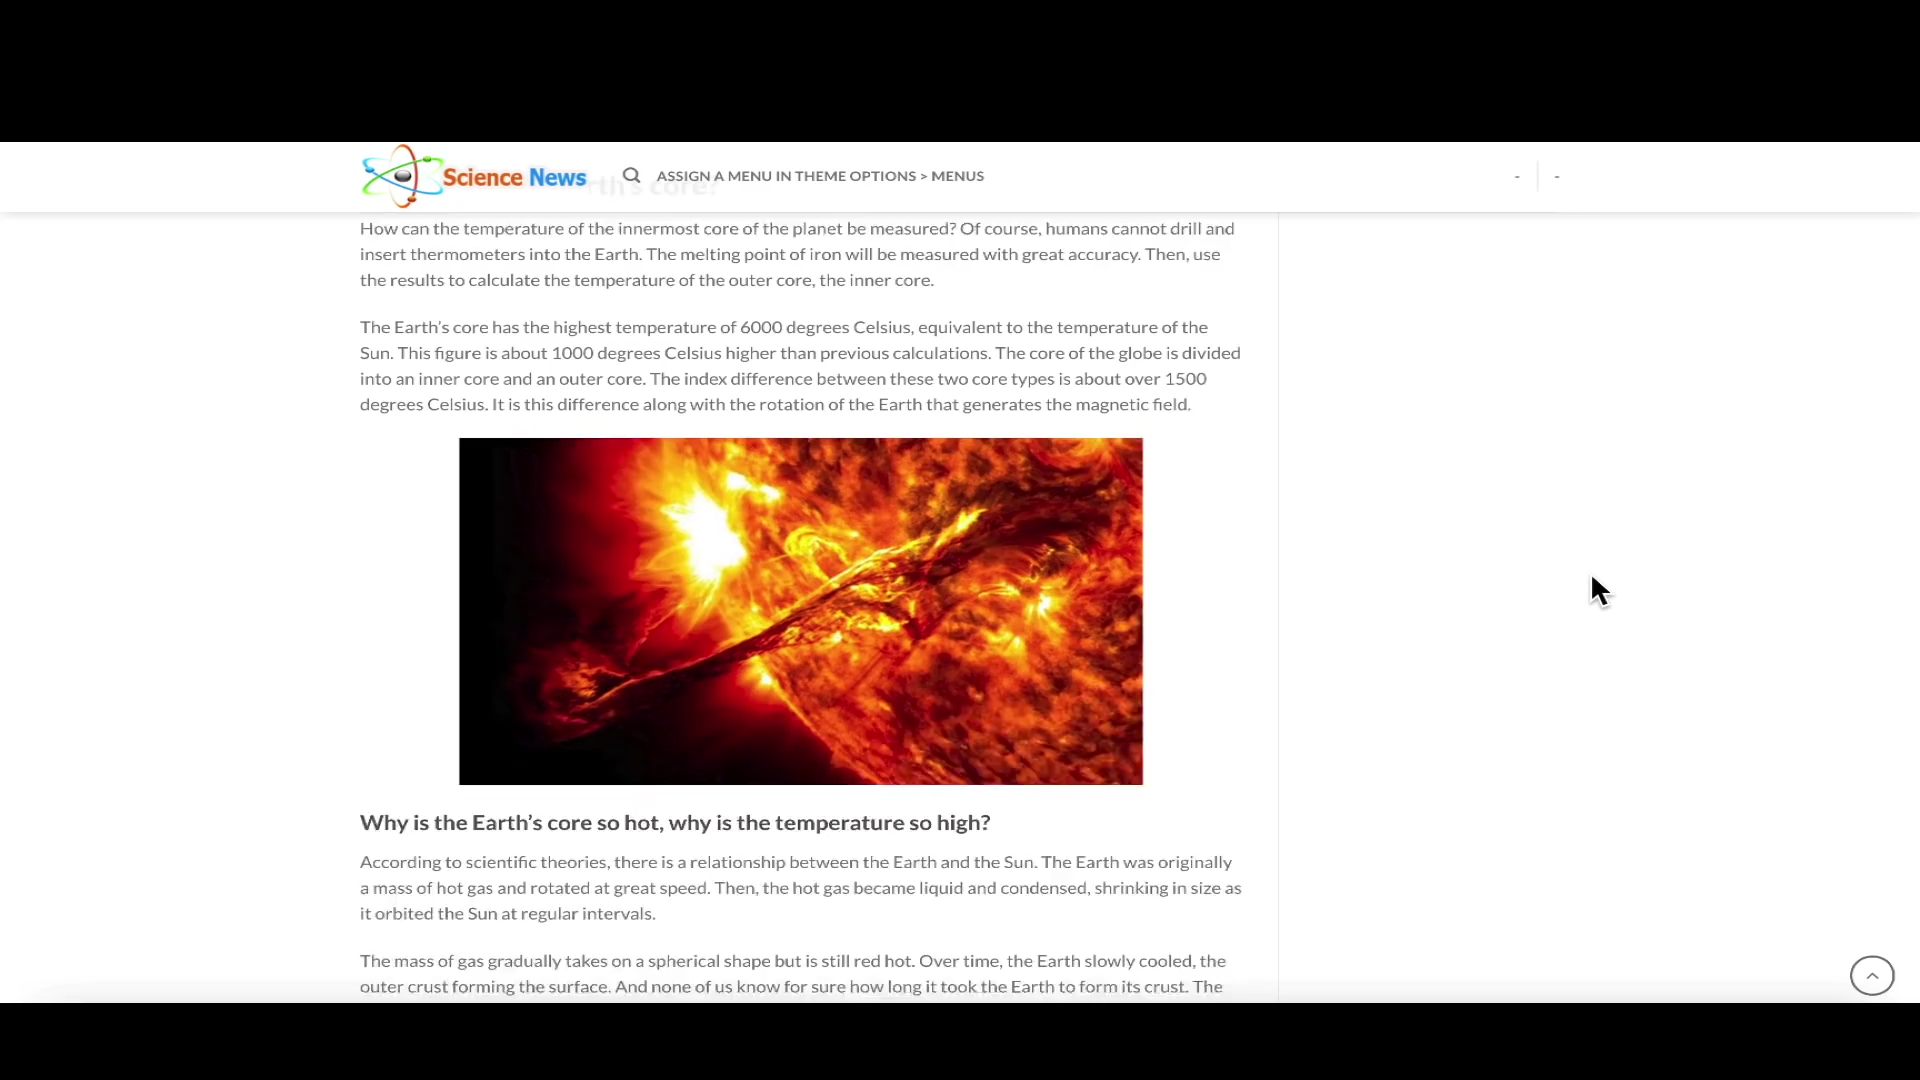 Science News
ASSIGN A MENU IN THEME OPTIONS > MENUS
-
-
rth's core?
How can the temperature of the innermost core of the planet be measured? Of course, humans cannot drill and
insert thermometers into the Earth. The melting point of iron will be measured with great accuracy. Then, use
the results to calculate the temperature of the outer core, the inner core.
The Earth’s core has the highest temperature of 6000 degrees Celsius, equivalent to the temperature of the
Sun. This figure is about 1000 degrees Celsius higher than previous calculations. The core of the globe is divided
into an inner core and an outer core. The index difference between these two core types is about over 1500
degrees Celsius. It is this difference along with the rotation of the Earth that generates the magnetic field.
Why is the Earth’s core so hot, why is the temperature so high?
According to scientific theories, there is a relationship between the Earth and the Sun. The Earth was originally
a mass of hot gas and rotated at great speed. Then, the hot gas became liquid and condensed, shrinking in size as
it orbited the Sun at regular intervals.
The mass of gas gradually takes on a spherical shape but is still red hot. Over time, the Earth slowly cooled, the
outer crust forming the surface. And none of us know for sure how long it took the Earth to form its crust. The